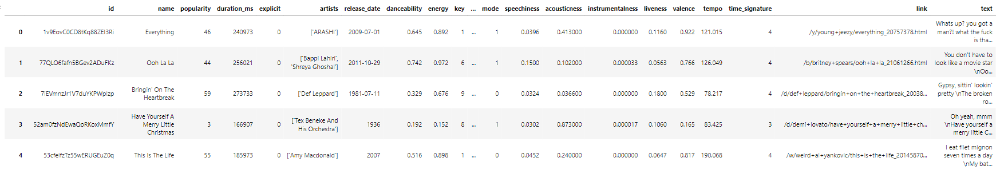 id name popularity duration_ms explicit artists release_date danceability energy key ... mode speechiness acousticness instrumentalness liveness valence tempo time_signature link text
0 1v9EovC0CD8tKq88ZEl3Ri Everything 46 240973 0 ['ARASHI'] 2009-07-01 0.645 0.892 1 ... 1 0.0396 0.413000 0.000000 0.1160 0.922 121.015 4 /y/young+jeezy/everything_20757378.html Whats up? you got a
man?! what the fuck
is tha...
1 77QLO6fafn5BGev2ADuFKz Ooh La La 44 256021 0 ['Bappi Lahiri',
'Shreya Ghoshal'] 2011-10-29 0.742 0.972 6 ... 1 0.1500 0.102000 0.000033 0.0563 0.766 126.049 4 /b/britney+spears/ooh+la+la_21061266.html You don't have to
look like a movie star
\nOo...
2 7iEVmnzJr1V7duYKPWpIzp Bringin' On The
Heartbreak 59 273733 0 ['Def Leppard'] 1981-07-11 0.329 0.676 9 ... 0 0.0324 0.036600 0.000000 0.1800 0.529 78.217 4 /d/def+leppard/bringin+on+the+heartbreak_20038... Gypsy, sittin' lookin'
pretty \nThe broken
ro...
3 52am0fzNdEwaQoRKoxMmfY Have Yourself A
Merry Little
Christmas 3 166907 0 ['Tex Beneke And
His Orchestra'] 1936 0.192 0.152 8 ... 1 0.0302 0.873000 0.000017 0.1060 0.165 83.425 3 /d/demi+lovato/have+yourself+a+merry+little+ch... Oh yeah, mmm
\nHave yourself a
merry little C...
4 53cfeIfzTz55wERUGEuZ0q This Is The Life 55 185973 0 ['Amy Macdonald'] 2007 0.516 0.898 1 ... 0 0.0452 0.240000 0.000000 0.0647 0.817 190.068 4 /w/weird+al+yankovic/this+is+the+life_20145870... I eat filet mignon
seven times a day
\nMy bat...